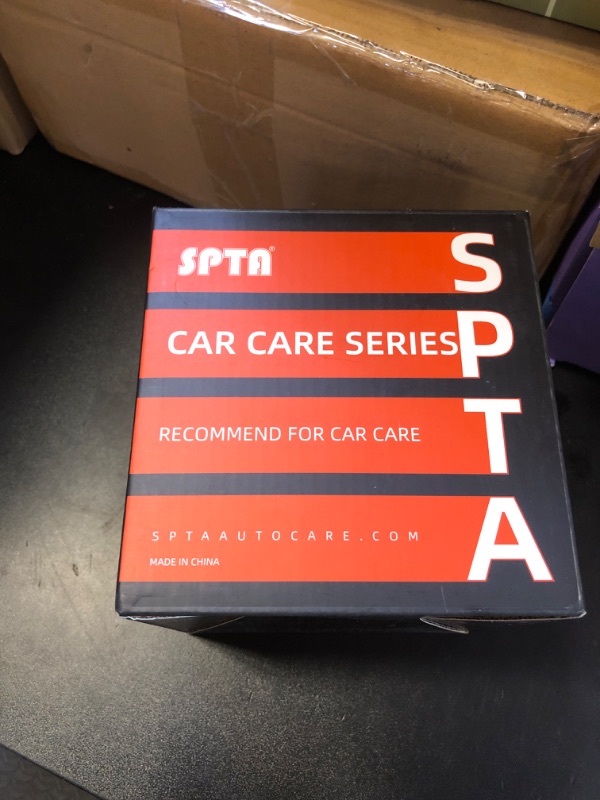 SPTA®
CAR CARE SERIES
RECOMMEND FOR CAR CARE
SPTAAUTOCARE.COM
MADE IN CHINA
SPTA